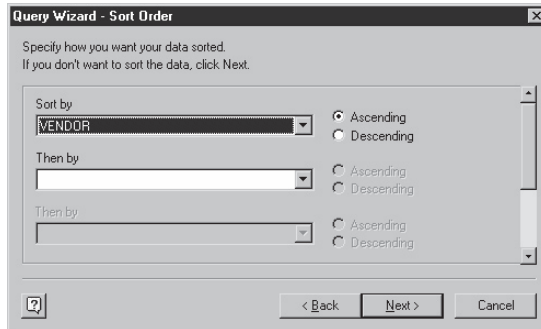 Query Wizard - Sort Order
Specify how you want your data sorted.
If you don't want to sort the data, click Next.
Sort by
VENDOR
Ascending
Descending
Then by
Ascending
Descending
Then by
Ascending
Descending
?
< Back
Next >
Cancel